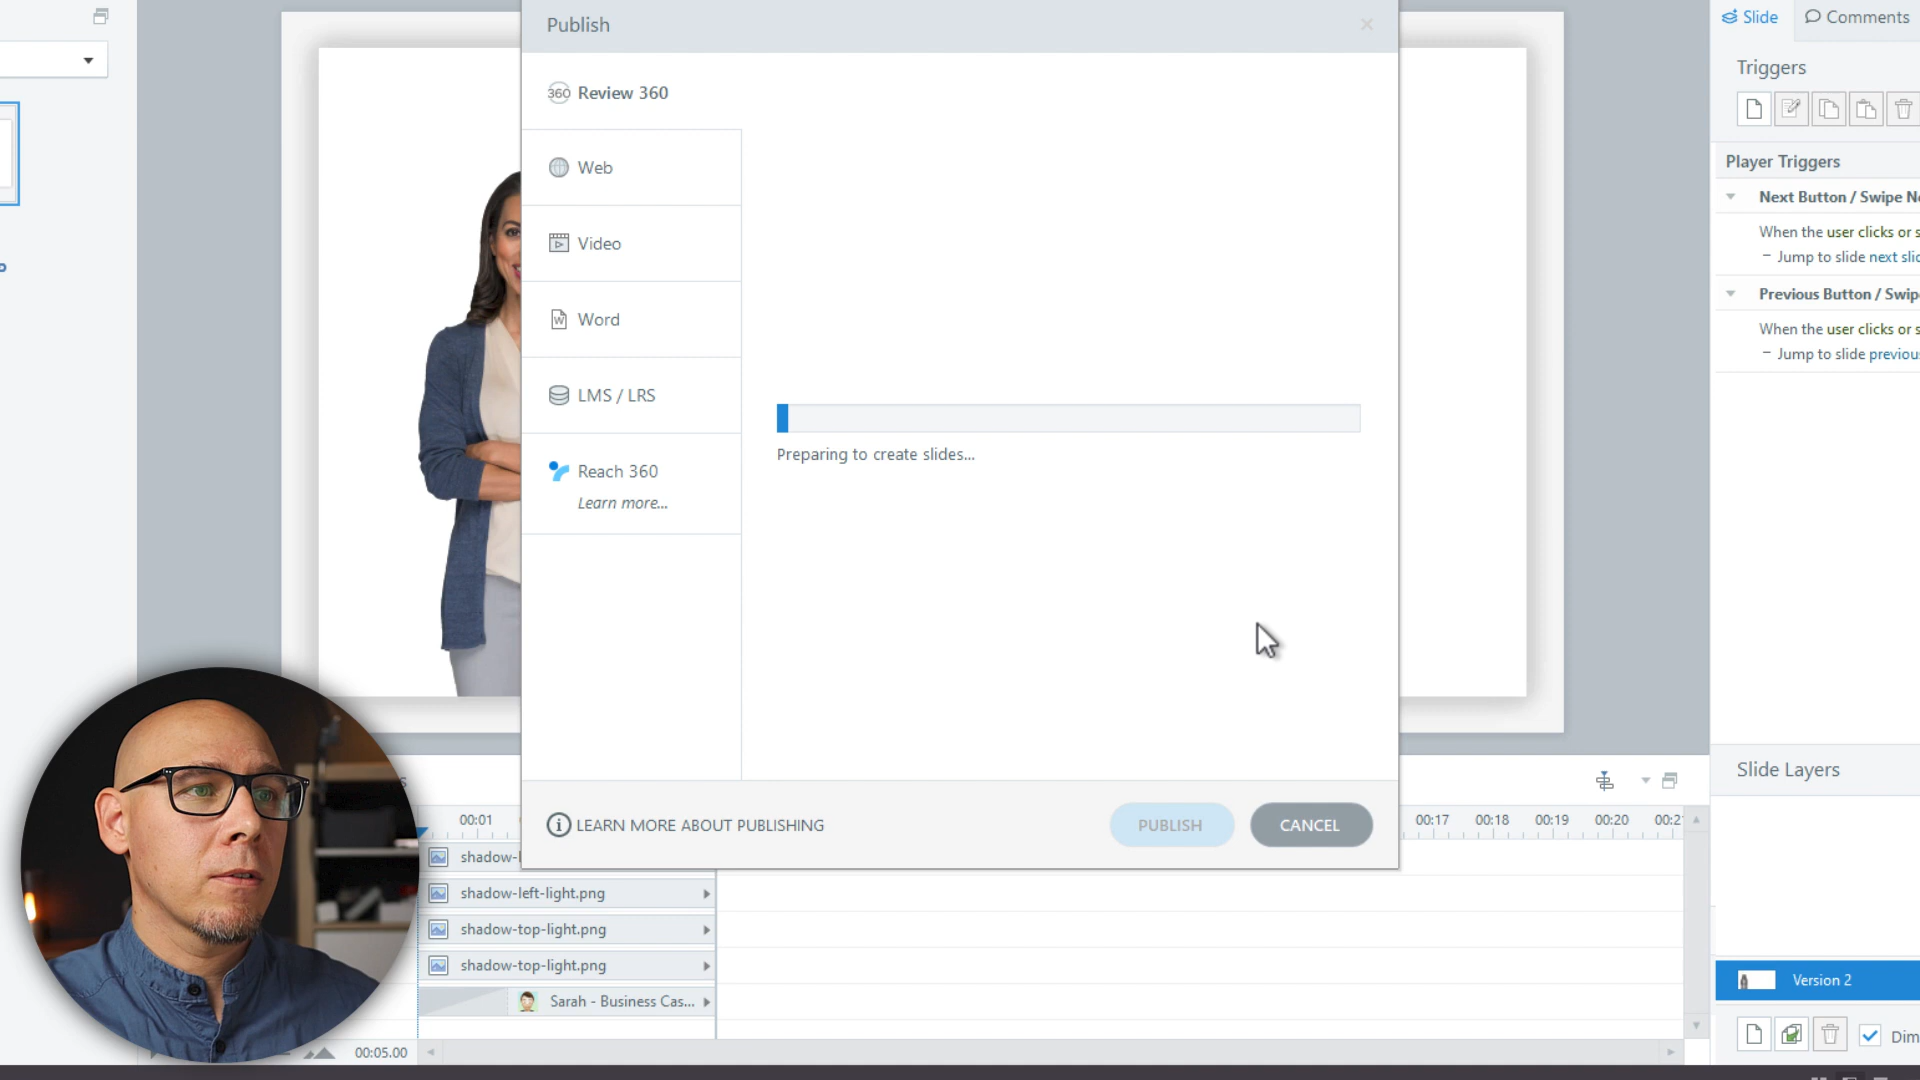 Publish
360 Review 360
Web
Video
Word
LMS / LRS
Reach 360
Learn more...
Preparing to create slides...
LEARN MORE ABOUT PUBLISHING
PUBLISH
CANCEL
Slide
Comments
Triggers
Player Triggers
Next Button / Swipe
When the user clicks or
– Jump to slide next
Previous Button /
When the user clicks or
– Jump to slide
Slide Layers
Version 2
00:01
00:17
00:18
00:19
00:20
shadow-
shadow-left-light.png
shadow-top-light.png
shadow-top-light.png
Sarah - Business Cas...
00:05.00